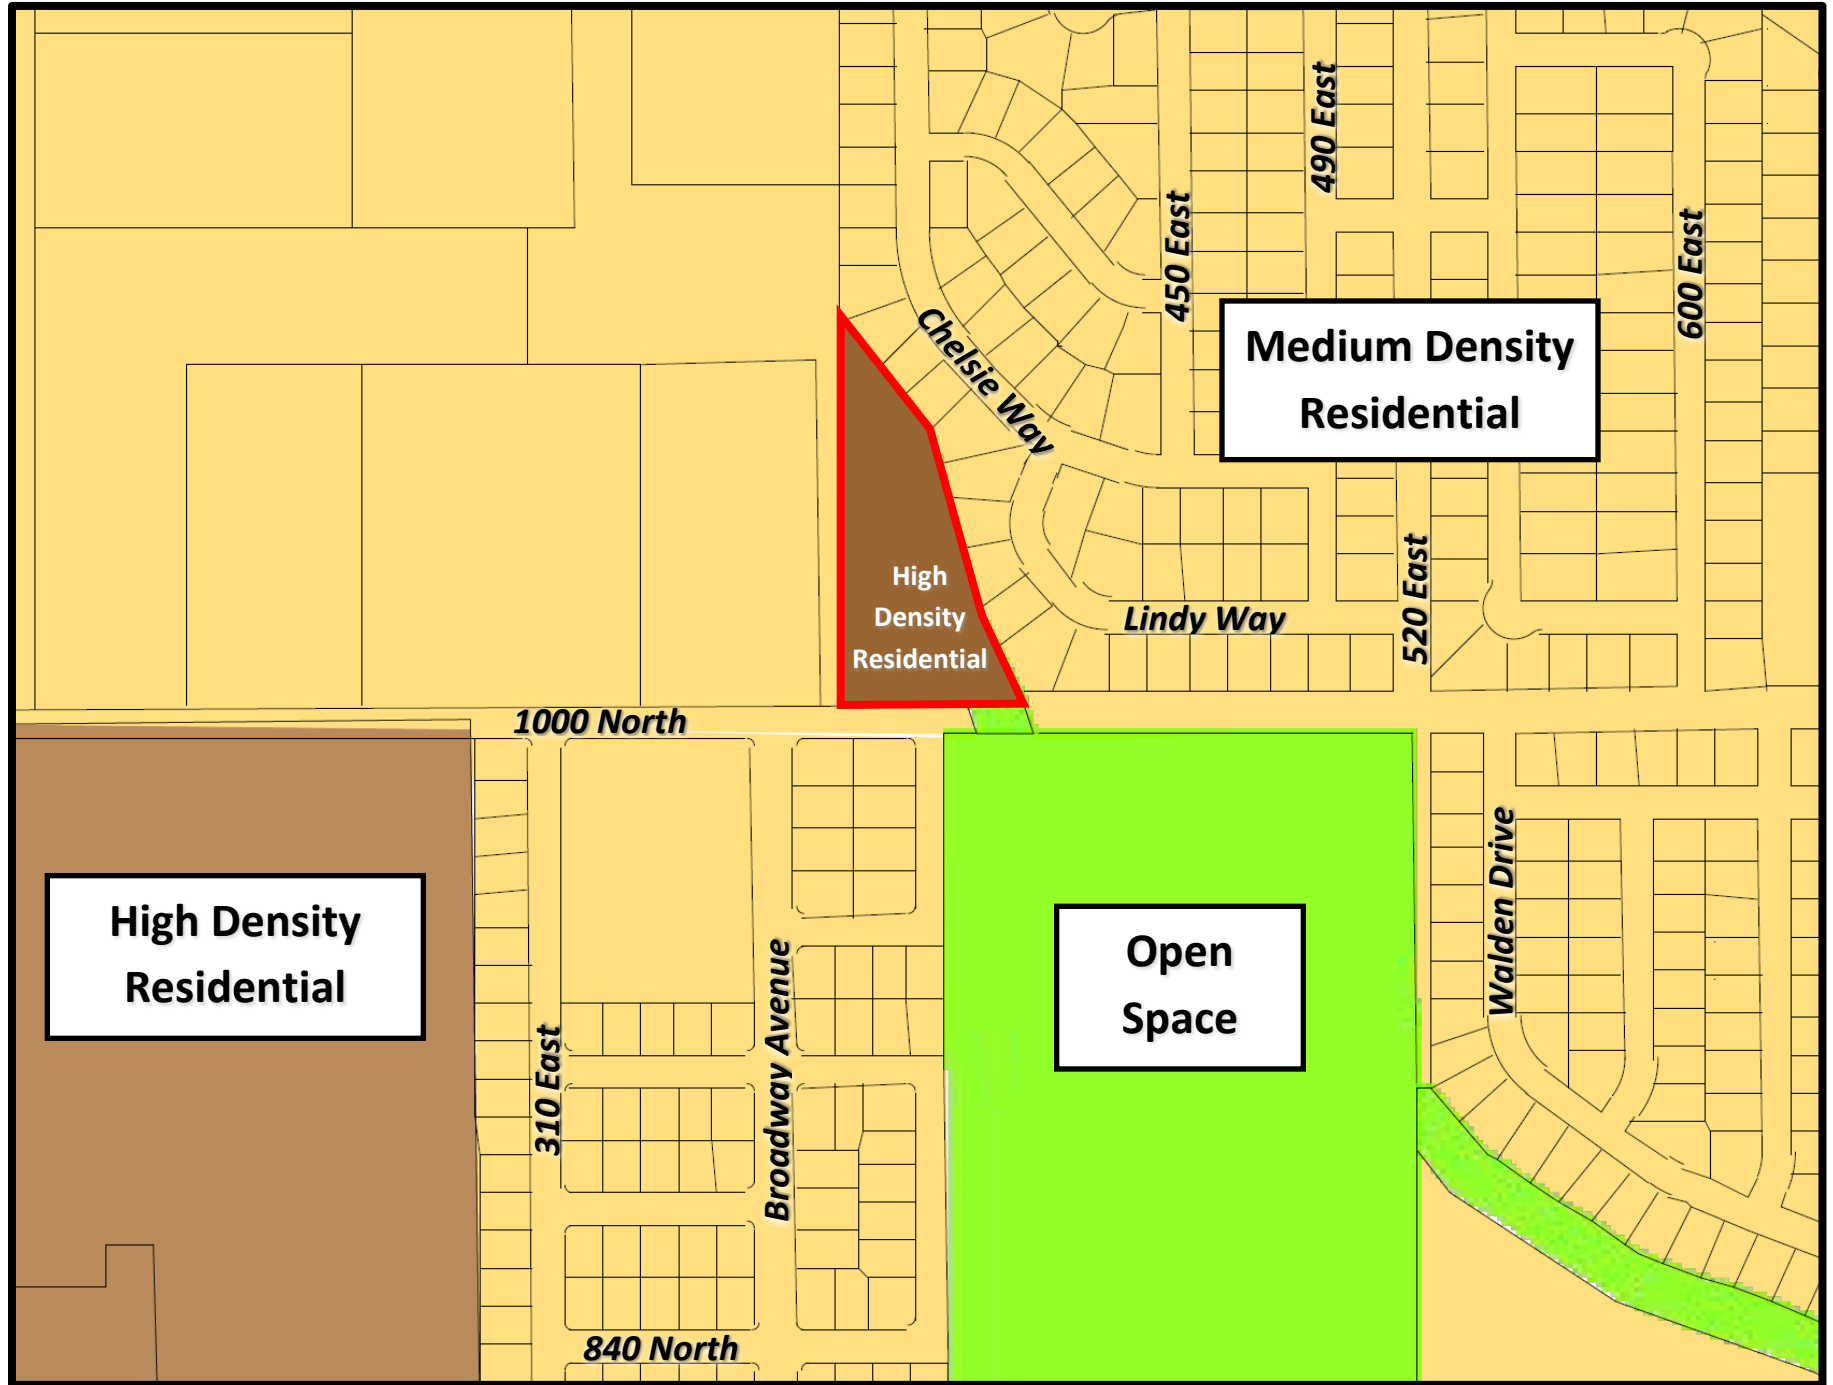 490 East
450 East
600 East
Chelsie Way
Medium Density
Residential
High
Density
Residential
Lindy Way
520 East
1000 North
High Density
Residential
Open
Space
Walden Drive
Broadway Avenue
310 East
840 North